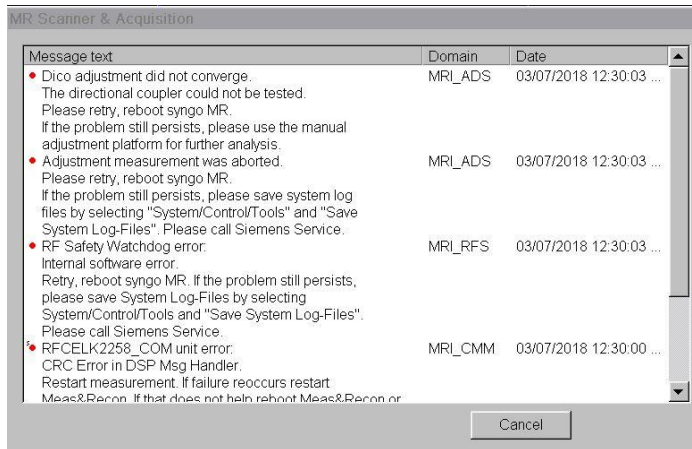 MR Scanner & Acquisition
Message text Domain Date
Dico adjustment did not converge. MRI_ADS 03/07/2018 12:30:03 ...
The directional coupler could not be tested.
Please retry, reboot syngo MR.
If the problem still persists, please use the manual
adjustment platform for further analysis.
Adjustment measurement was aborted. MRI_ADS 03/07/2018 12:30:03 ...
Please retry, reboot syngo MR.
If the problem still persists, please save system log
files by selecting "System/Control/Tools" and "Save
System Log-Files". Please call Siemens Service.
RF Safety Watchdog error: MRI_RFS 03/07/2018 12:30:03 ...
Internal software error.
Retry, reboot syngo MR. If the problem still persists,
please save System Log-Files by selecting
System/Control/Tools and "Save System Log-Files".
Please call Siemens Service.
RFCELK2258_COM unit error: MRI_CMM 03/07/2018 12:30:00 ...
CRC Error in DSP Msg Handler.
Restart measurement. If failure reoccurs restart
Meas&Recon. If that does not help reboot Meas&Recon or
Cancel